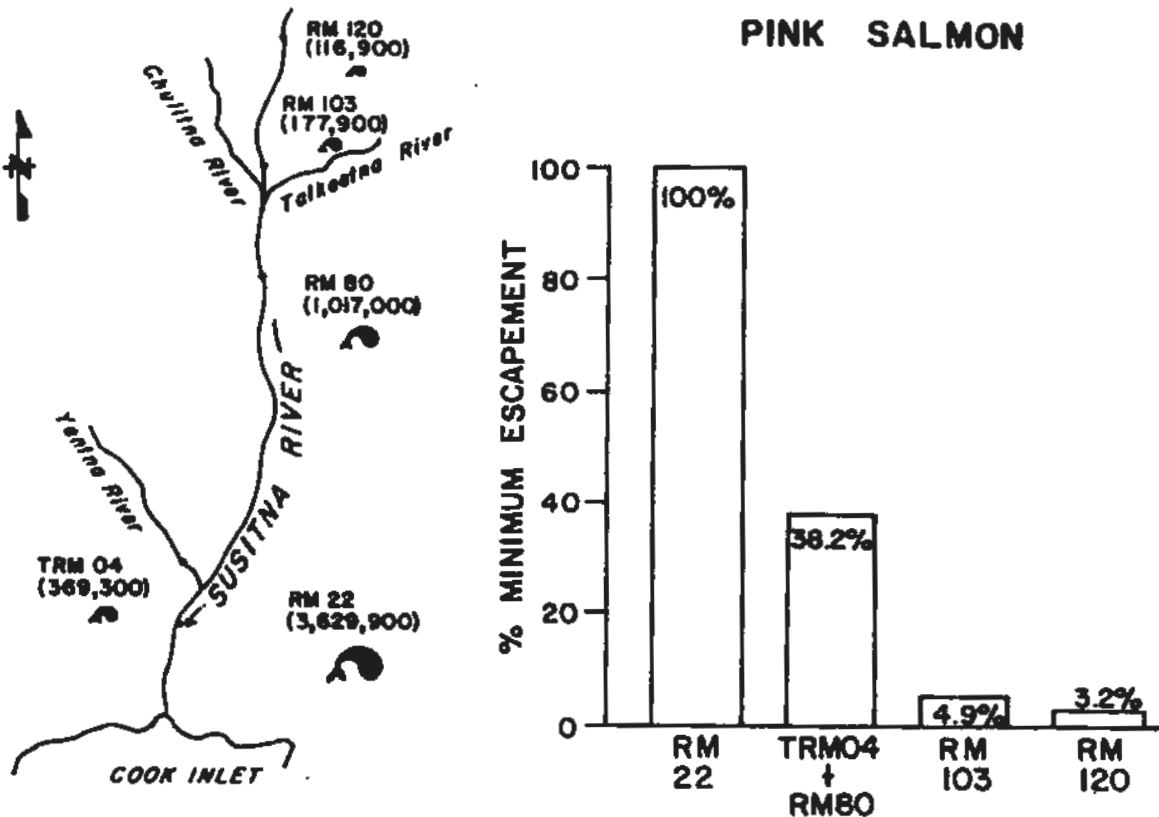 PINK SALMON
RM 120
(116,900)
RM 103
(177,900)
Chulitna River
Talkeetna River
RM 80
(1,017,000)
SUSITNA RIVER
Yentna River
TRM 04
(369,300)
RM 22
(3,629,900)
COOK INLET
N
% MINIMUM ESCAPEMENT
100
80
60
40
20
0
100%
38.2%
4.9%
3.2%
RM
22
TRM04
+
RM80
RM
103
RM
120